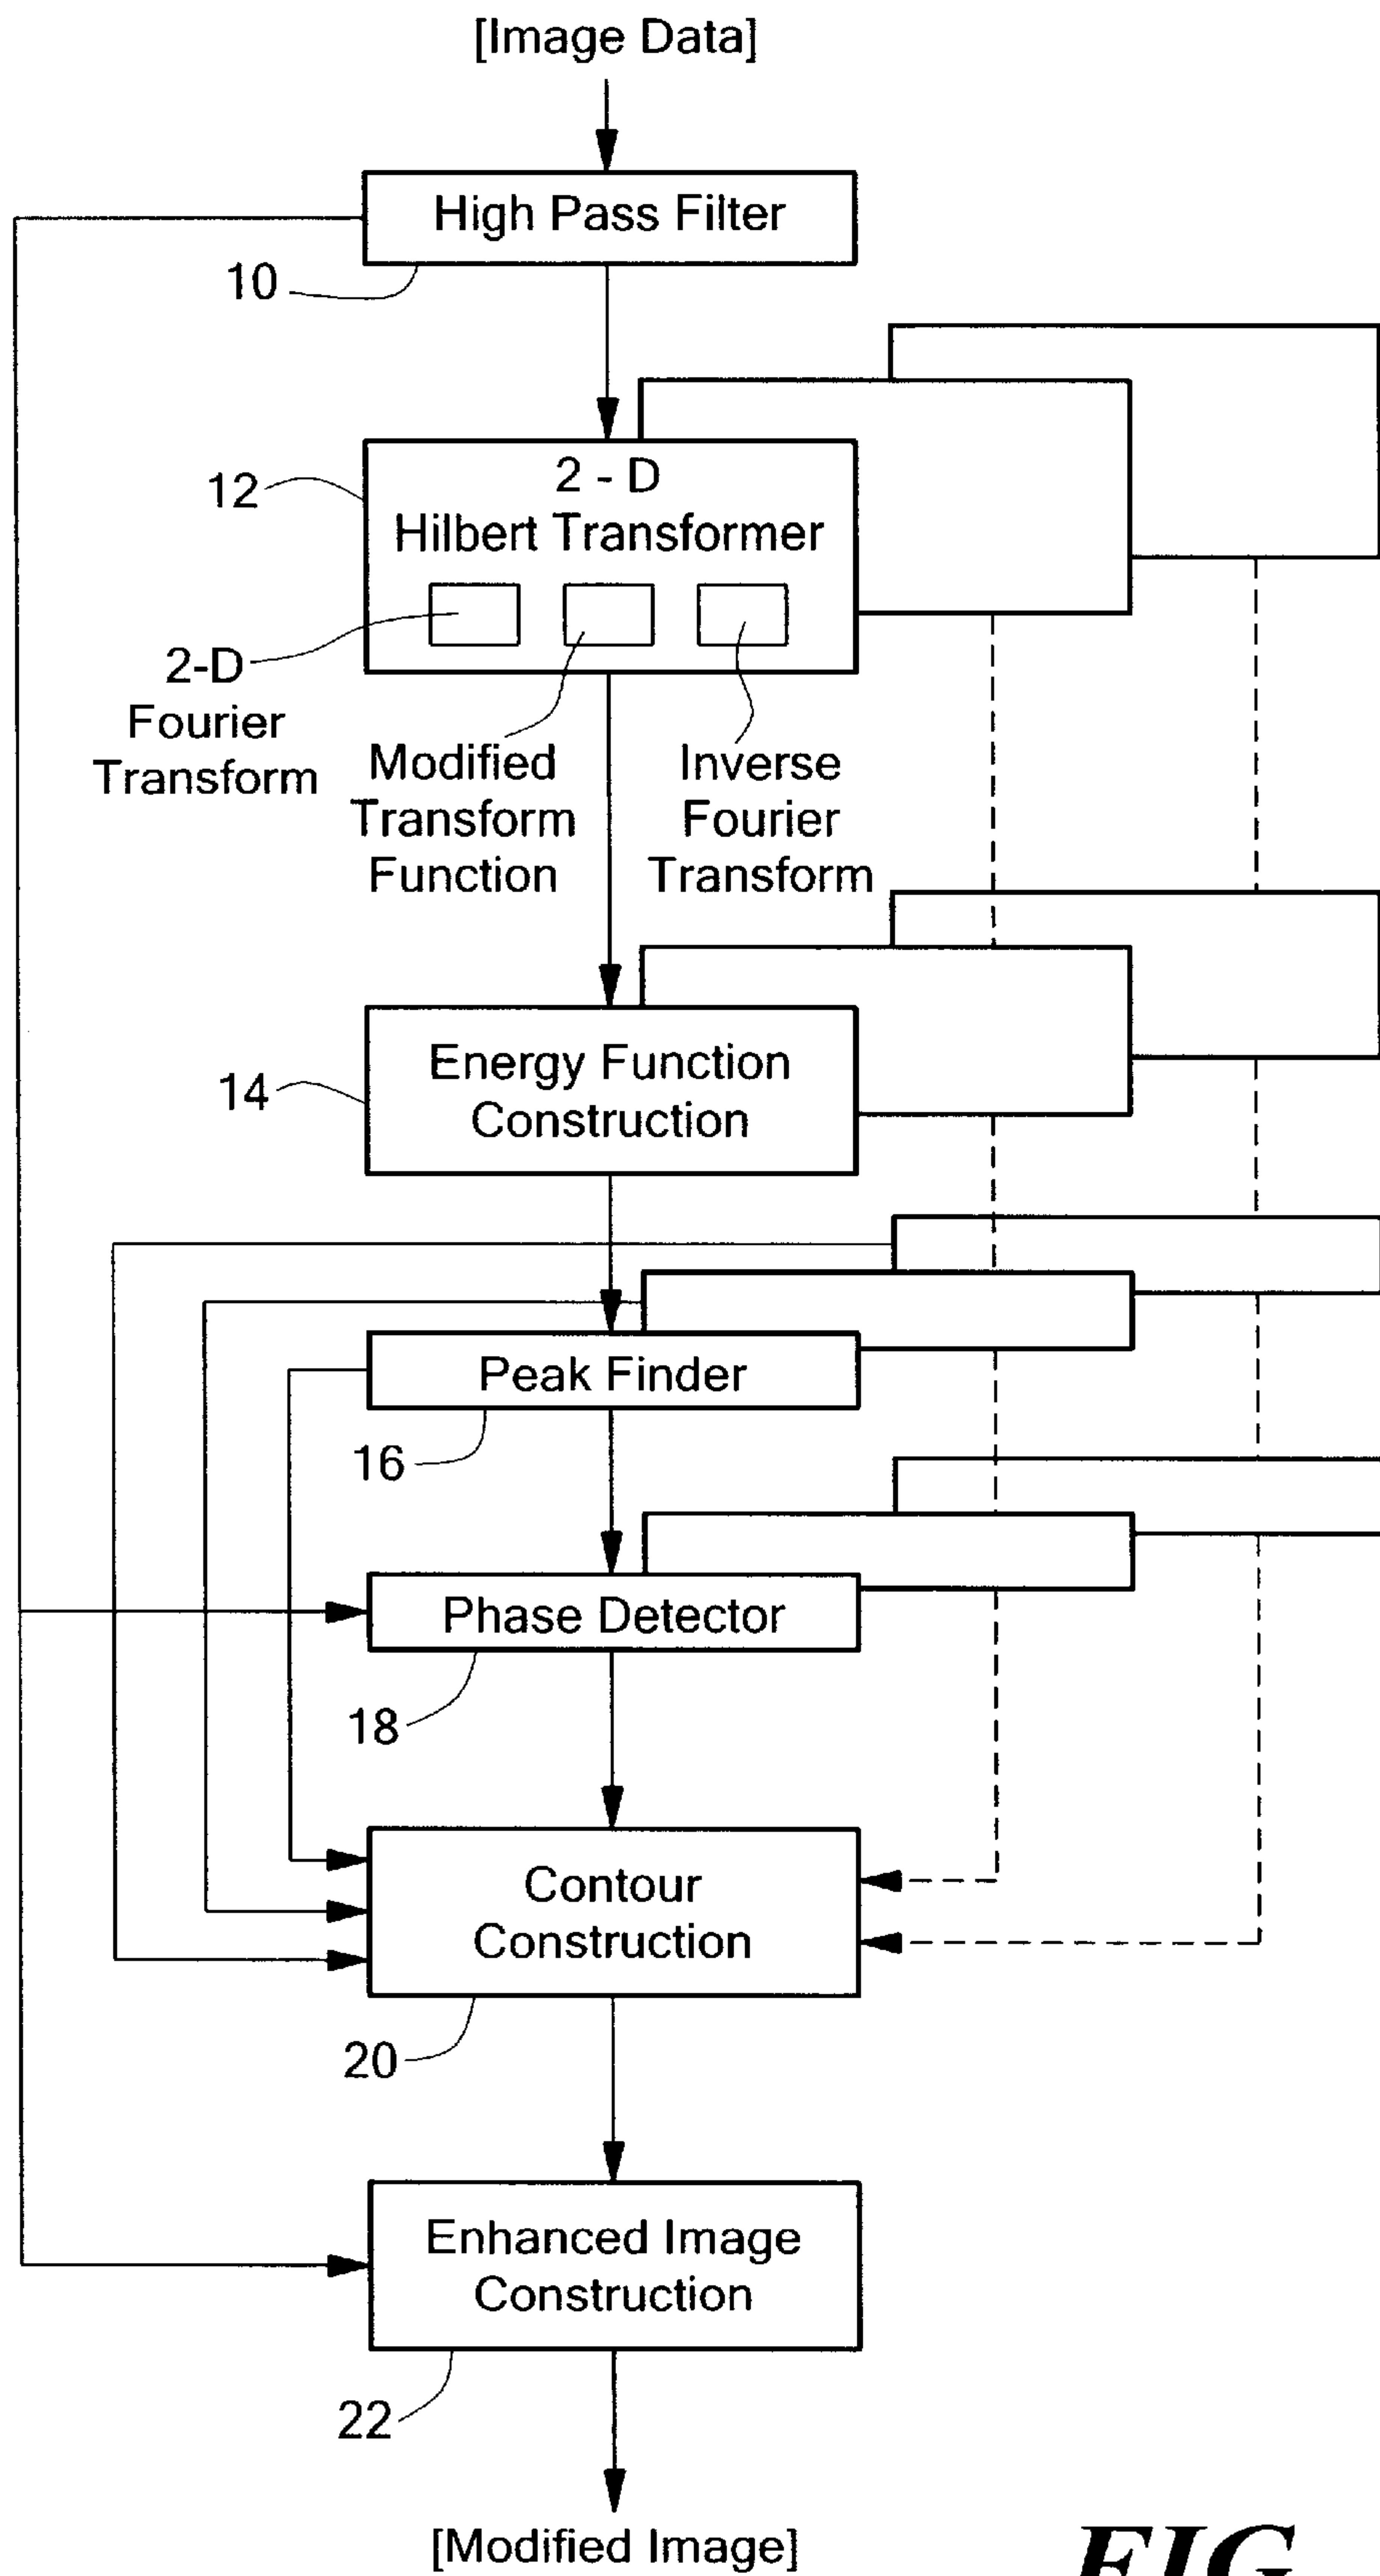 [Image Data]
High Pass Filter
10
12
2 - D
Hilbert Transformer
2-D
Fourier
Transform
Modified
Transform
Function
Inverse
Fourier
Transform
14
Energy Function
Construction
Peak Finder
16
Phase Detector
18
Contour
Construction
20
Enhanced Image
Construction
22
[Modified Image]
FIG